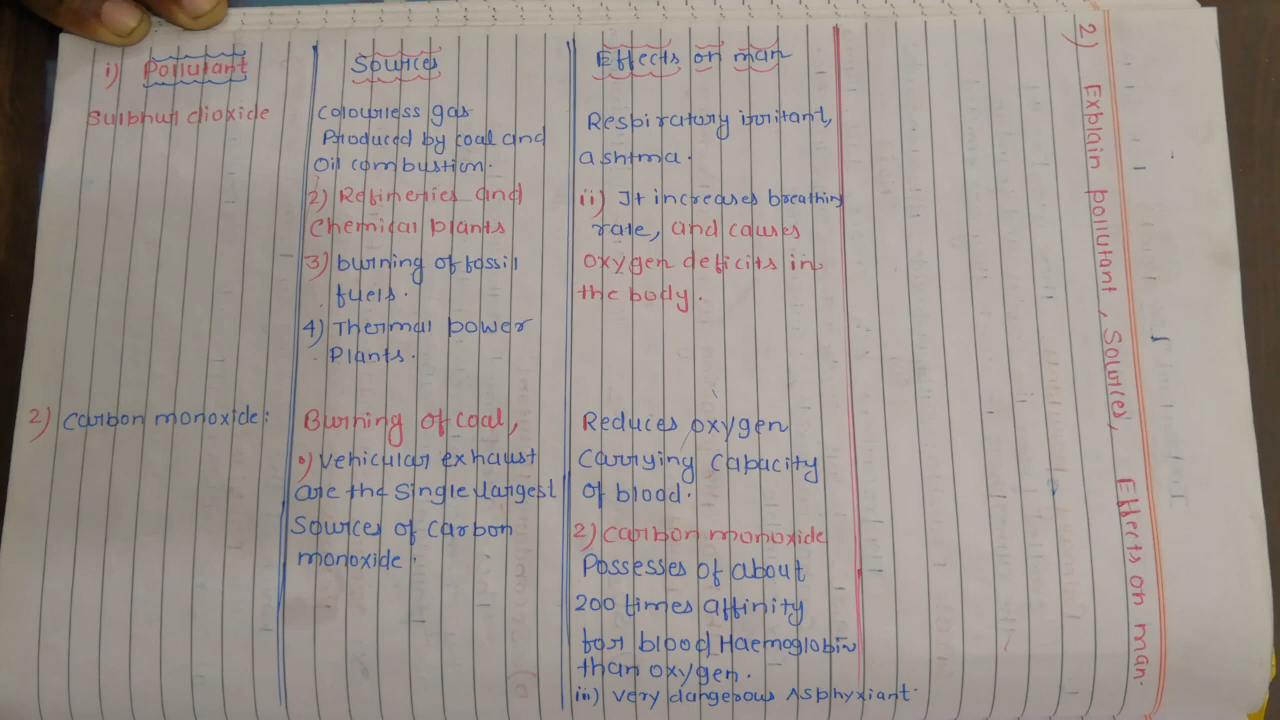 2) Explain pollutant, Sources, Effects on man.
i) Pollutant
Sulphur dioxide
Sources
Colourless gas
Produced by coal and
Oil combustion.
2) Refineries and
Chemical plants
3) burning of fossil
fuels.
4) Thermal power
Plants.
Effects on man
Respiratory irritant,
ashtma.
ii) It increases breathing
rate, and causes
oxygen deficits in
the body.
2) Carbon monoxide:
Burning of coal,
•) Vehicular exhaust
are the single largest
Sources of carbon
monoxide.
Reduces oxygen
Carrying capacity
of blood.
2) Carbon monoxide
Possesses of about
200 times affinity
for blood Haemoglobin
than oxygen.
iii) very dangerous Asphyxiant.